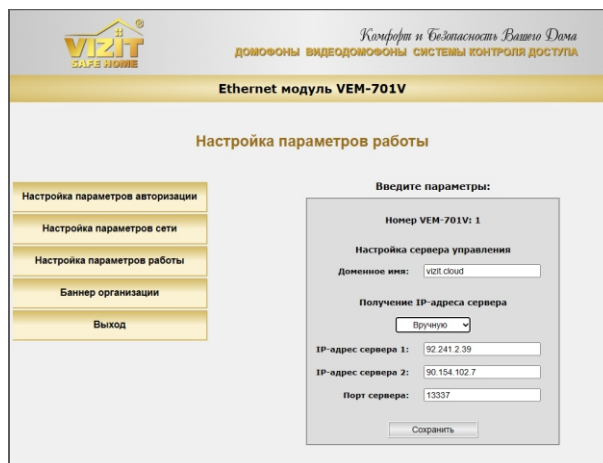 VIZIT
®
SAFE HOME
Комфорт и Безопасность Вашего Дома
ДОМОФОНЫ ВИДЕОДОМОФОНЫ СИСТЕМЫ КОНТРОЛЯ ДОСТУПА
Ethernet модуль VEM-701V
Настройка параметров работы
Настройка параметров авторизации
Настройка параметров сети
Настройка параметров работы
Баннер организации
Выход
Введите параметры:
Номер VEM-701V: 1
Настройка сервера управления
Доменное имя: vizit.cloud
Получение IP-адреса сервера
Вручную
IP-адрес сервера 1: 92.241.2.39
IP-адрес сервера 2: 90.154.102.7
Порт сервера: 13337
Сохранить